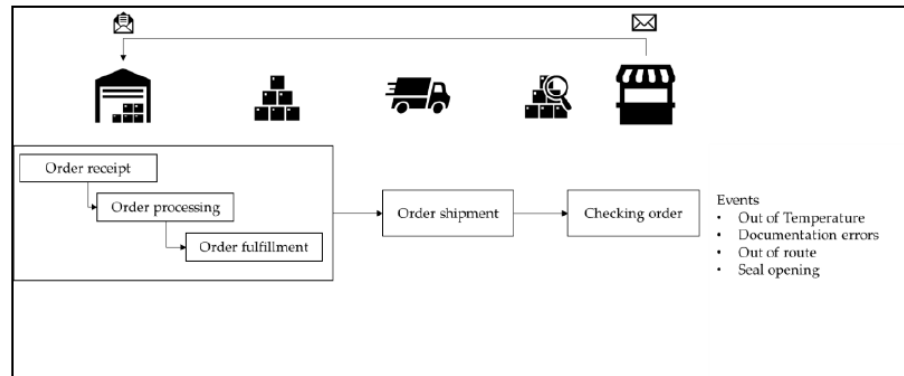 Order receipt
Order processing
Order fulfillment
Order shipment
Checking order
Events
• Out of Temperature
• Documentation errors
• Out of route
• Seal opening